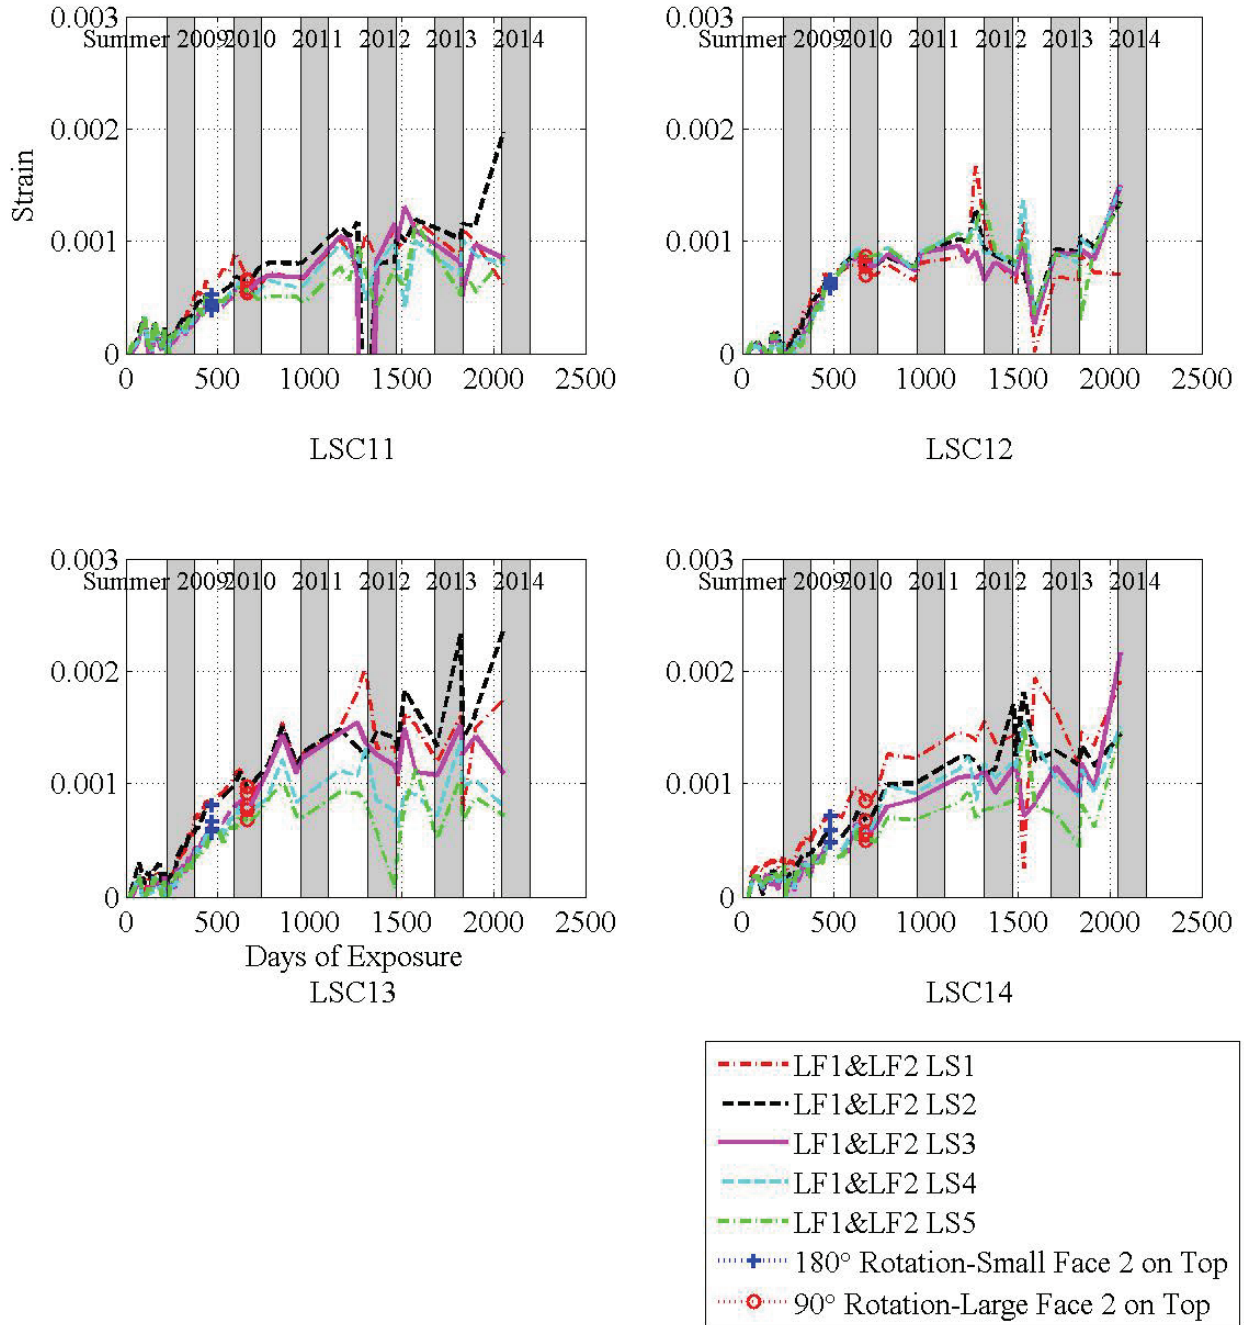 0.003
Summer 2009 2010 2011 2012 2013 2014
0.002
0.001
0
Strain
0 500 1000 1500 2000 2500
LSC11
0.003
Summer 2009 2010 2011 2012 2013 2014
0.002
0.001
0
0 500 1000 1500 2000 2500
LSC12
0.003
Summer 2009 2010 2011 2012 2013 2014
0.002
0.001
0
0 500 1000 1500 2000 2500
Days of Exposure
LSC13
0.003
Summer 2009 2010 2011 2012 2013 2014
0.002
0.001
0
0 500 1000 1500 2000 2500
LSC14
LF1&LF2 LS1
LF1&LF2 LS2
LF1&LF2 LS3
LF1&LF2 LS4
LF1&LF2 LS5
180° Rotation-Small Face 2 on Top
90° Rotation-Large Face 2 on Top